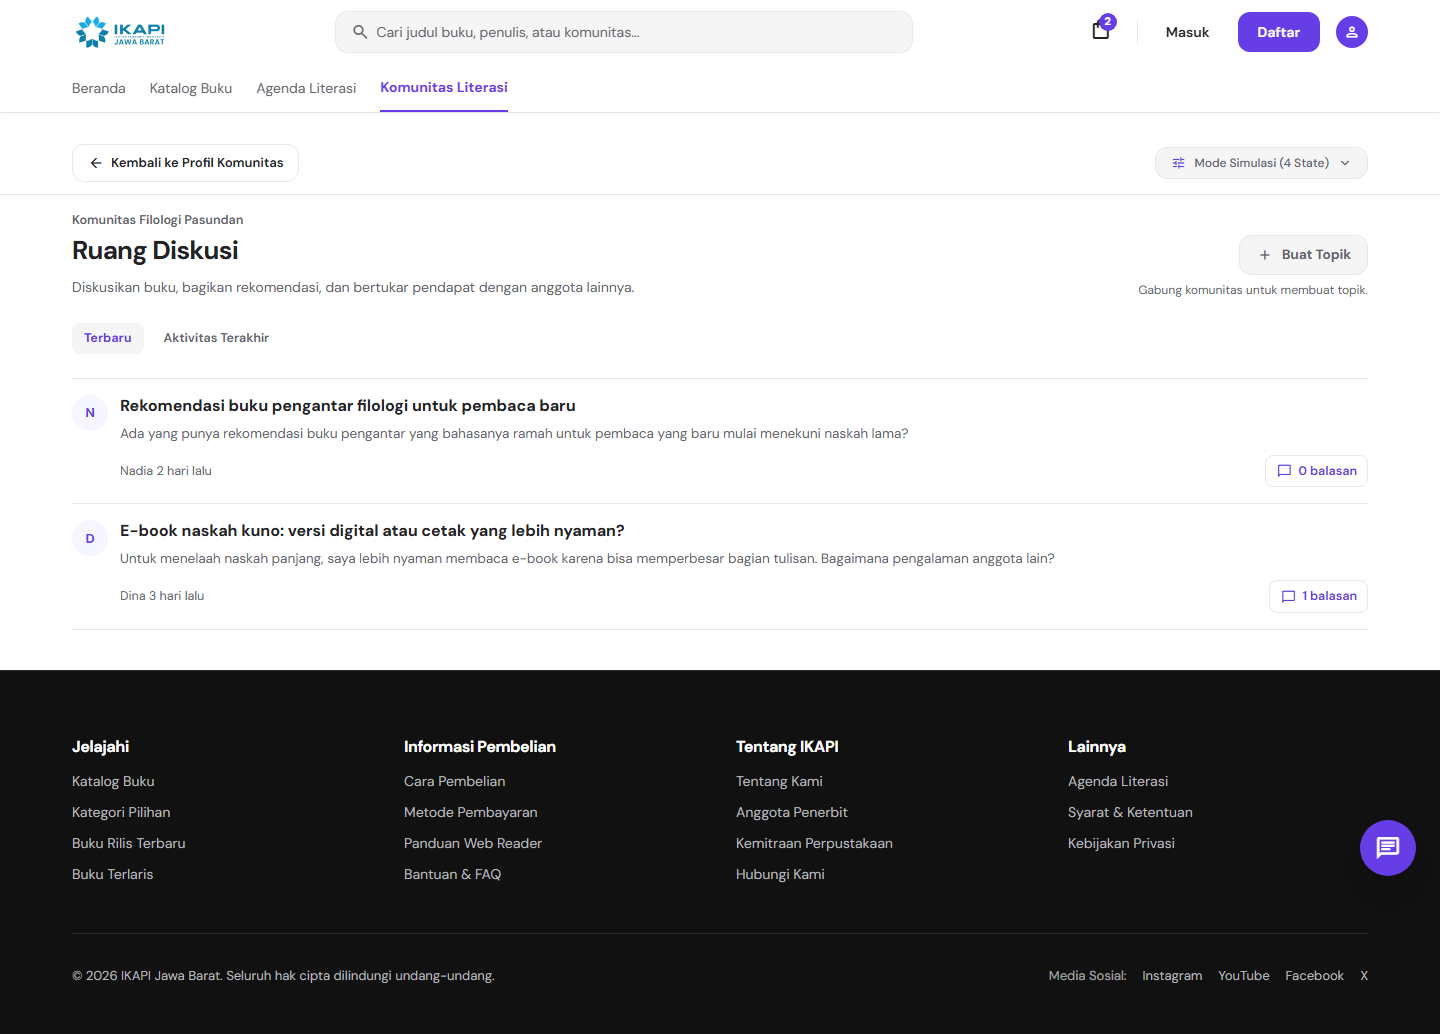 IKAPI
JAWA BARAT
Cari judul buku, penulis, atau komunitas...
2
Masuk
Daftar
Beranda
Katalog Buku
Agenda Literasi
Komunitas Literasi
Kembali ke Profil Komunitas
Mode Simulasi (4 State)
Komunitas Filologi Pasundan
Ruang Diskusi
Buat Topik
Diskusikan buku, bagikan rekomendasi, dan bertukar pendapat dengan anggota lainnya.
Gabung komunitas untuk membuat topik.
Terbaru
Aktivitas Terakhir
N
Rekomendasi buku pengantar filologi untuk pembaca baru
Ada yang punya rekomendasi buku pengantar yang bahasanya ramah untuk pembaca yang baru mulai menekuni naskah lama?
Nadia 2 hari lalu
0 balasan
D
E-book naskah kuno: versi digital atau cetak yang lebih nyaman?
Untuk menelaah naskah panjang, saya lebih nyaman membaca e-book karena bisa memperbesar bagian tulisan. Bagaimana pengalaman anggota lain?
Dina 3 hari lalu
1 balasan
Jelajahi
Katalog Buku
Kategori Pilihan
Buku Rilis Terbaru
Buku Terlaris
Informasi Pembelian
Cara Pembelian
Metode Pembayaran
Panduan Web Reader
Bantuan & FAQ
Tentang IKAPI
Tentang Kami
Anggota Penerbit
Kemitraan Perpustakaan
Hubungi Kami
Lainnya
Agenda Literasi
Syarat & Ketentuan
Kebijakan Privasi
© 2026 IKAPI Jawa Barat. Seluruh hak cipta dilindungi undang-undang.
Media Sosial:
Instagram
YouTube
Facebook
X